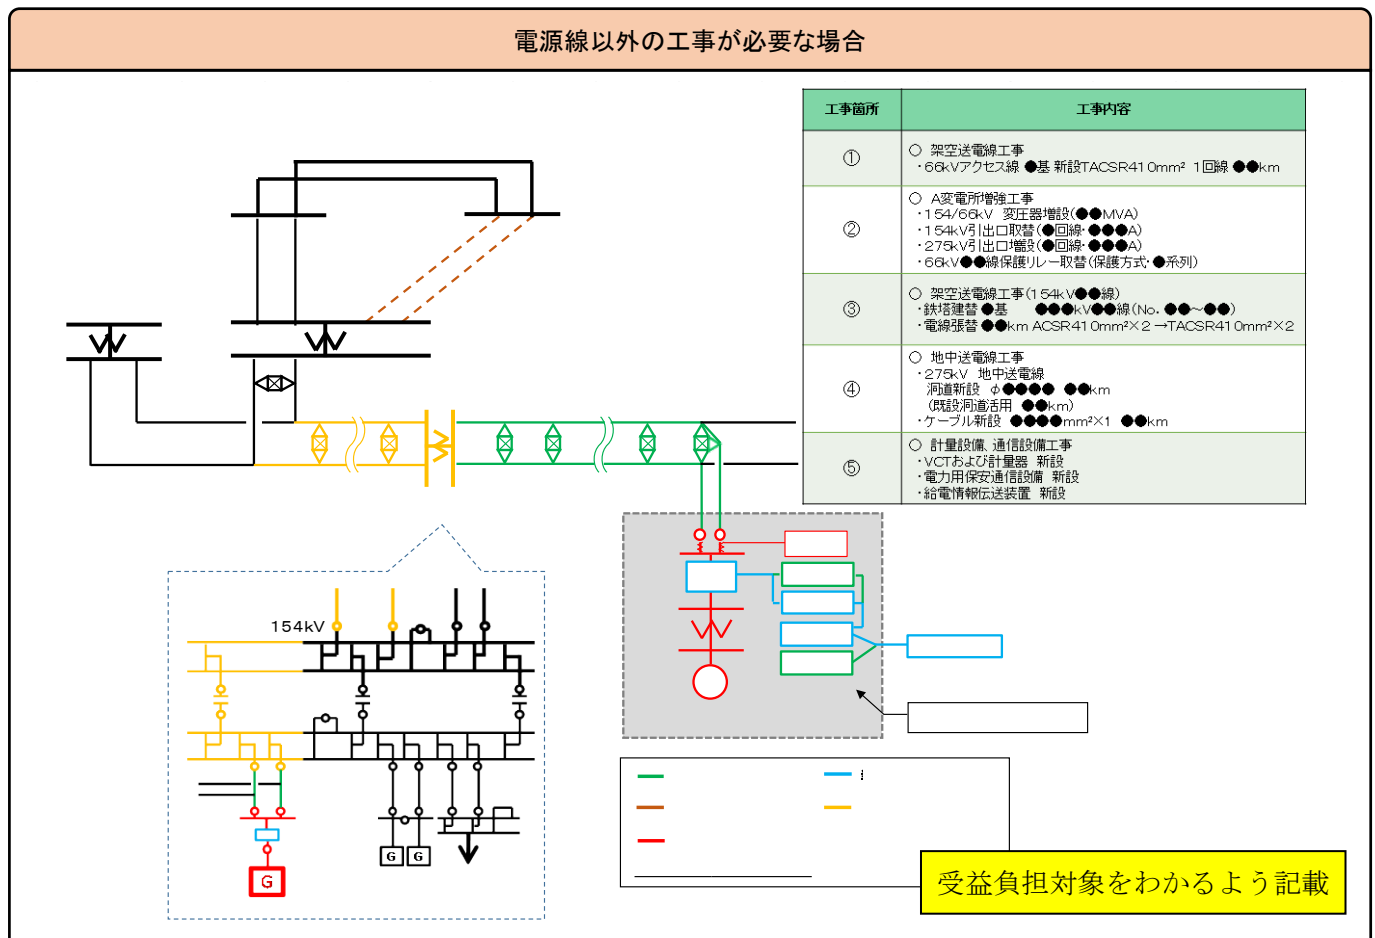 電源線以外の工事が必要な場合
工事箇所 工事内容
① ○ 架空送電線工事
・66kVアクセス線 ●基 新設TACSR410mm² 1回線 ●●km
② ○ A変電所増強工事
・154/66kV 変圧器増設(●●MVA)
・154kV引出口取替(●回線・●●●A)
・275kV引出口増設(●回線・●●●A)
・66kV●●線保護リレー取替(保護方式・●系列)
③ ○ 架空送電線工事(154kV●●線)
・鉄塔建替 ●基 ●●●kV●●線(No. ●●～●●)
・電線張替 ●●km ACSR410mm²×2 →TACSR410mm²×2
④ ○ 地中送電線工事
・275kV 地中送電線
洞道新設 φ●●●● ●●km
(既設洞道活用 ●●km)
・ケーブル新設 ●●●●mm²×1 ●●km
⑤ ○ 計量設備、通信設備工事
・VCTおよび計量器 新設
・電力用保安通信設備 新設
・給電情報伝送装置 新設
154kV
G G
G
受益負担対象をわかるよう記載